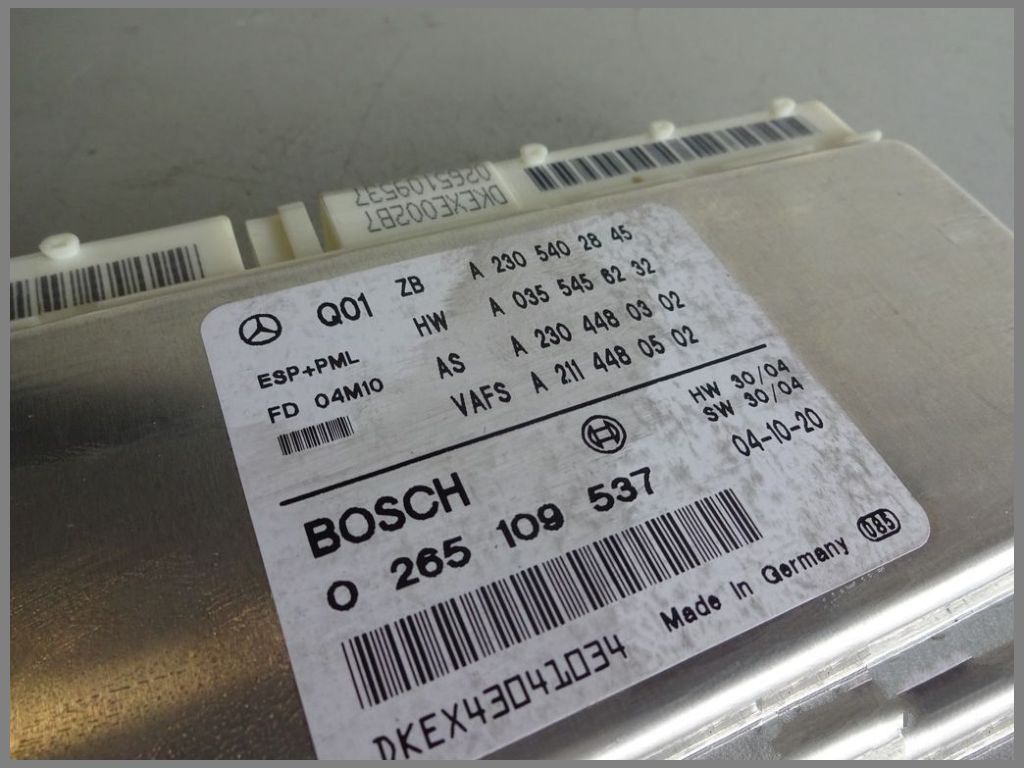 0265109537
DKEXE002B7
Q01 ZB A 230 540 28 45
HW A 035 545 62 32
ESP+PML AS A 230 448 03 02
FD 04M10 VAFS A 211 448 05 02
HW 30/04
SW 30/04
04-10-20
BOSCH
0 265 109 537
Made in Germany 085
DKEX43041034